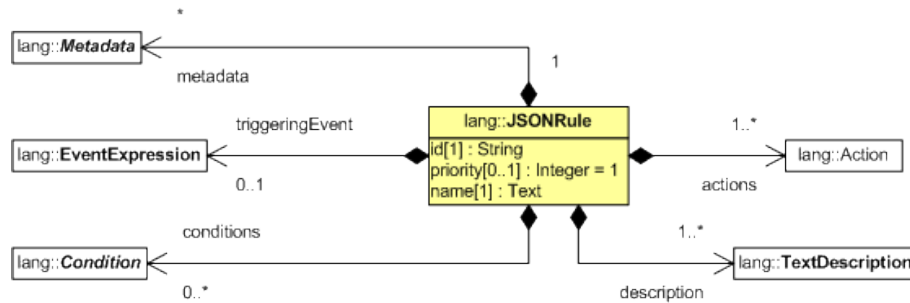 *
lang::Metadata
metadata
1
triggeringEvent
lang::JSONRule
1..*
lang::EventExpression
id[1] : String
priority[0..1] : Integer = 1
name[1] : Text
lang::Action
0..1
actions
conditions
1..*
lang::Condition
lang::TextDescription
0..*
description